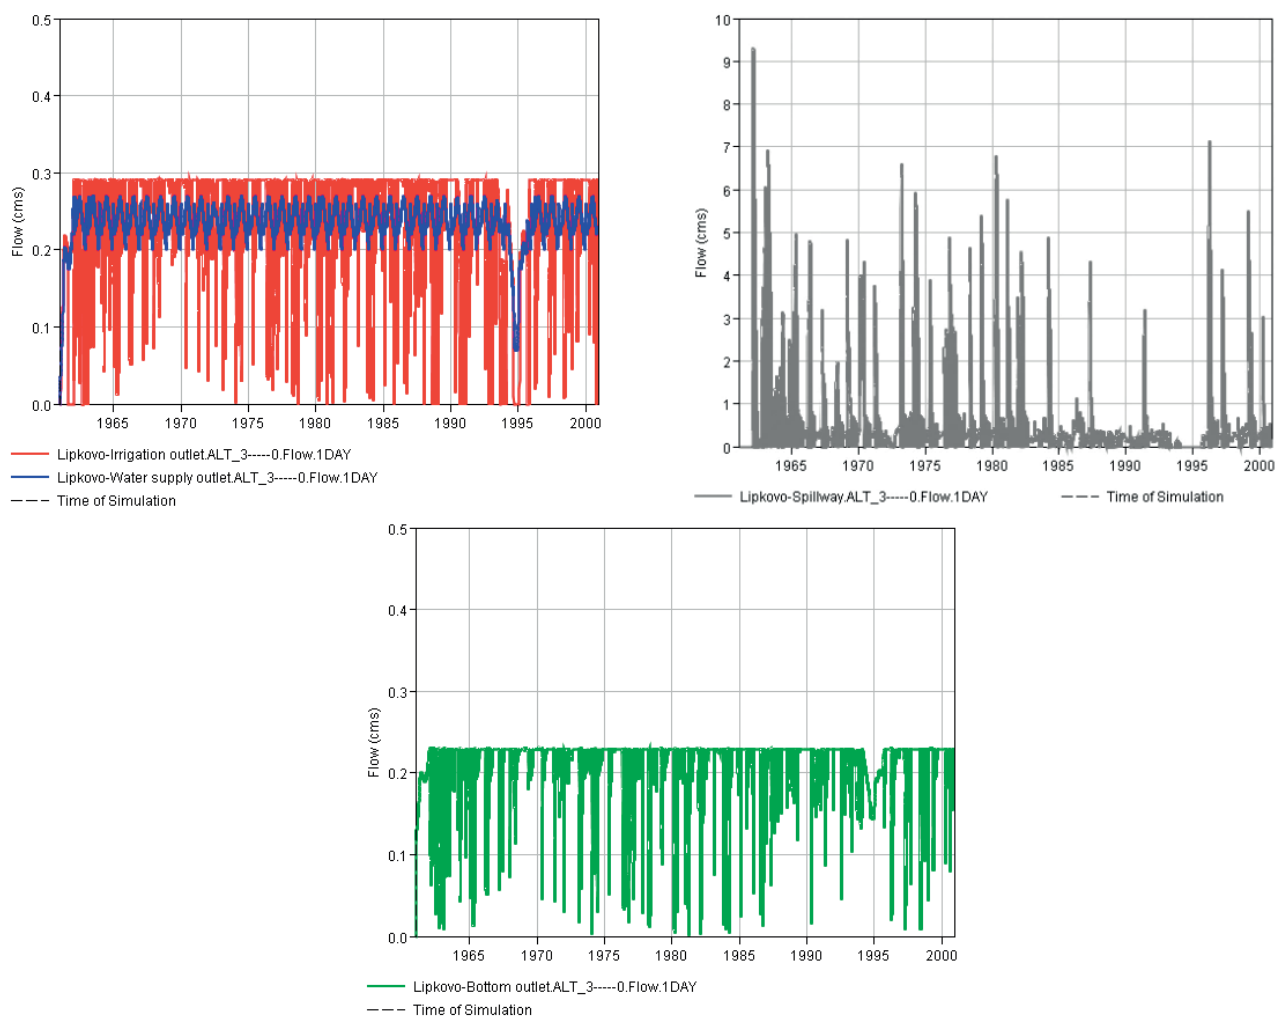 0.5
0.4
0.3
0.2
0.1
0.0
Flow (cms)
1965 1970 1975 1980 1985 1990 1995 2000
Lipkovo-Irrigation outlet.ALT_3-----0.Flow.1DAY
Lipkovo-Water supply outlet.ALT_3-----0.Flow.1DAY
Time of Simulation
10
9
8
7
6
5
4
3
2
1
0
Flow (cms)
1965 1970 1975 1980 1985 1990 1995 2000
Lipkovo-Spillway.ALT_3-----0.Flow.1DAY Time of Simulation
0.5
0.4
0.3
0.2
0.1
0.0
Flow (cms)
1965 1970 1975 1980 1985 1990 1995 2000
Lipkovo-Bottom outlet.ALT_3-----0.Flow.1DAY
Time of Simulation